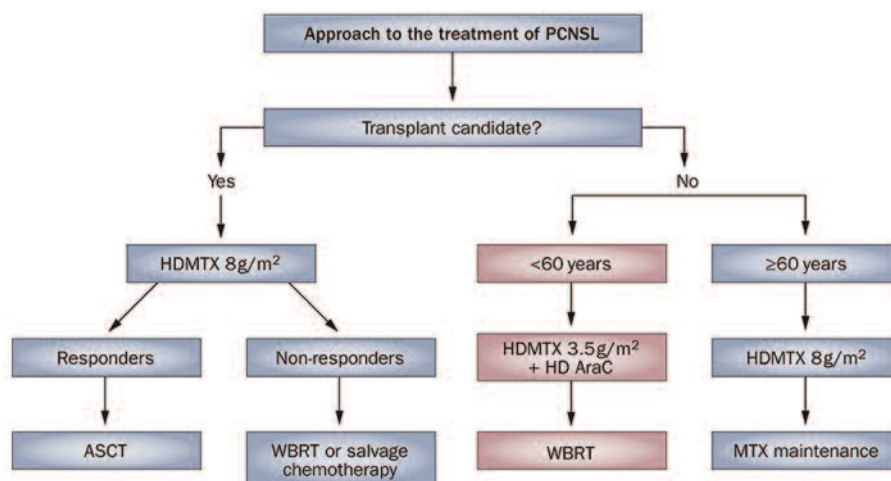 Approach to the treatment of PCNSL
Transplant candidate?
Yes
No
HDMTX 8g/m²
<60 years
≥60 years
Responders
Non-responders
HDMTX 3.5g/m²
+ HD AraC
HDMTX 8g/m²
ASCT
WBRT or salvage
chemotherapy
WBRT
MTX maintenance